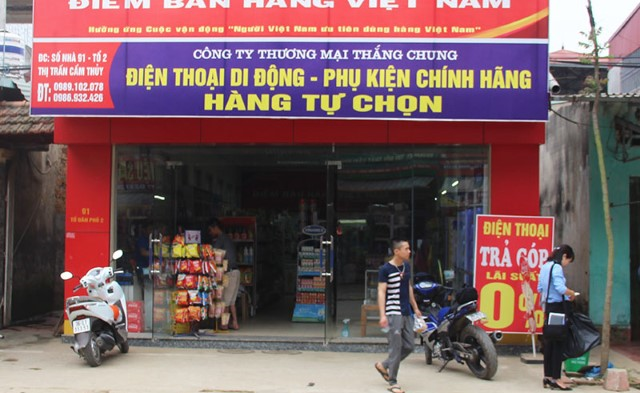 ĐIỂM BÁN HÀNG VIỆT NAM
Hưởng ứng Cuộc vận động "Người Việt Nam ưu tiên dùng hàng Việt Nam"
ĐC: SỐ NHÀ 01 - TỔ 2
THỊ TRẤN CẨM THỦY
ĐT: 0989.102.078
0986.932.426
CÔNG TY THƯƠNG MẠI THẮNG CHUNG
ĐIỆN THOẠI DI ĐỘNG - PHỤ KIỆN CHÍNH HÃNG
HÀNG TỰ CHỌN
01
ĐIỆN THOẠI
TRẢ GÓP
LÃI SUẤT
0%